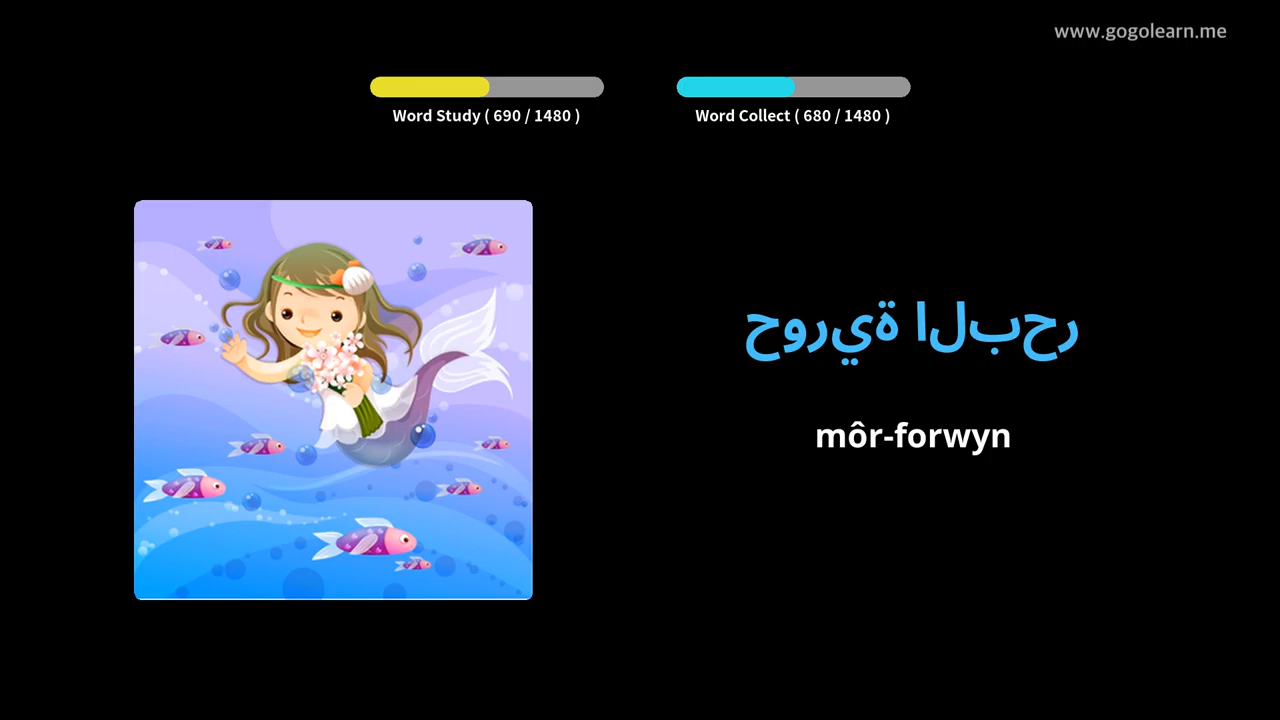 www.gogolearn.me
Word Study ( 690 / 1480 )
Word Collect ( 680 / 1480 )
حورية البحر
môr-forwyn